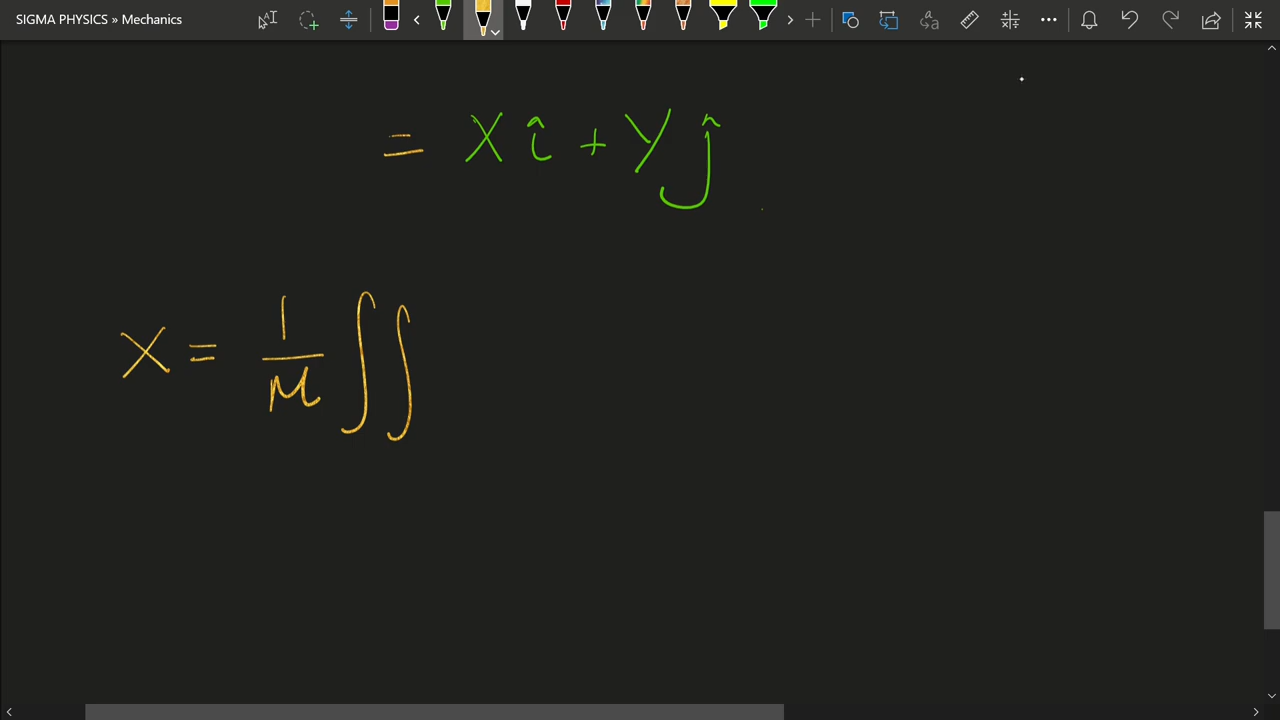 SIGMA PHYSICS » Mechanics
= X î + Y ĵ
X = 1/M ∫∫